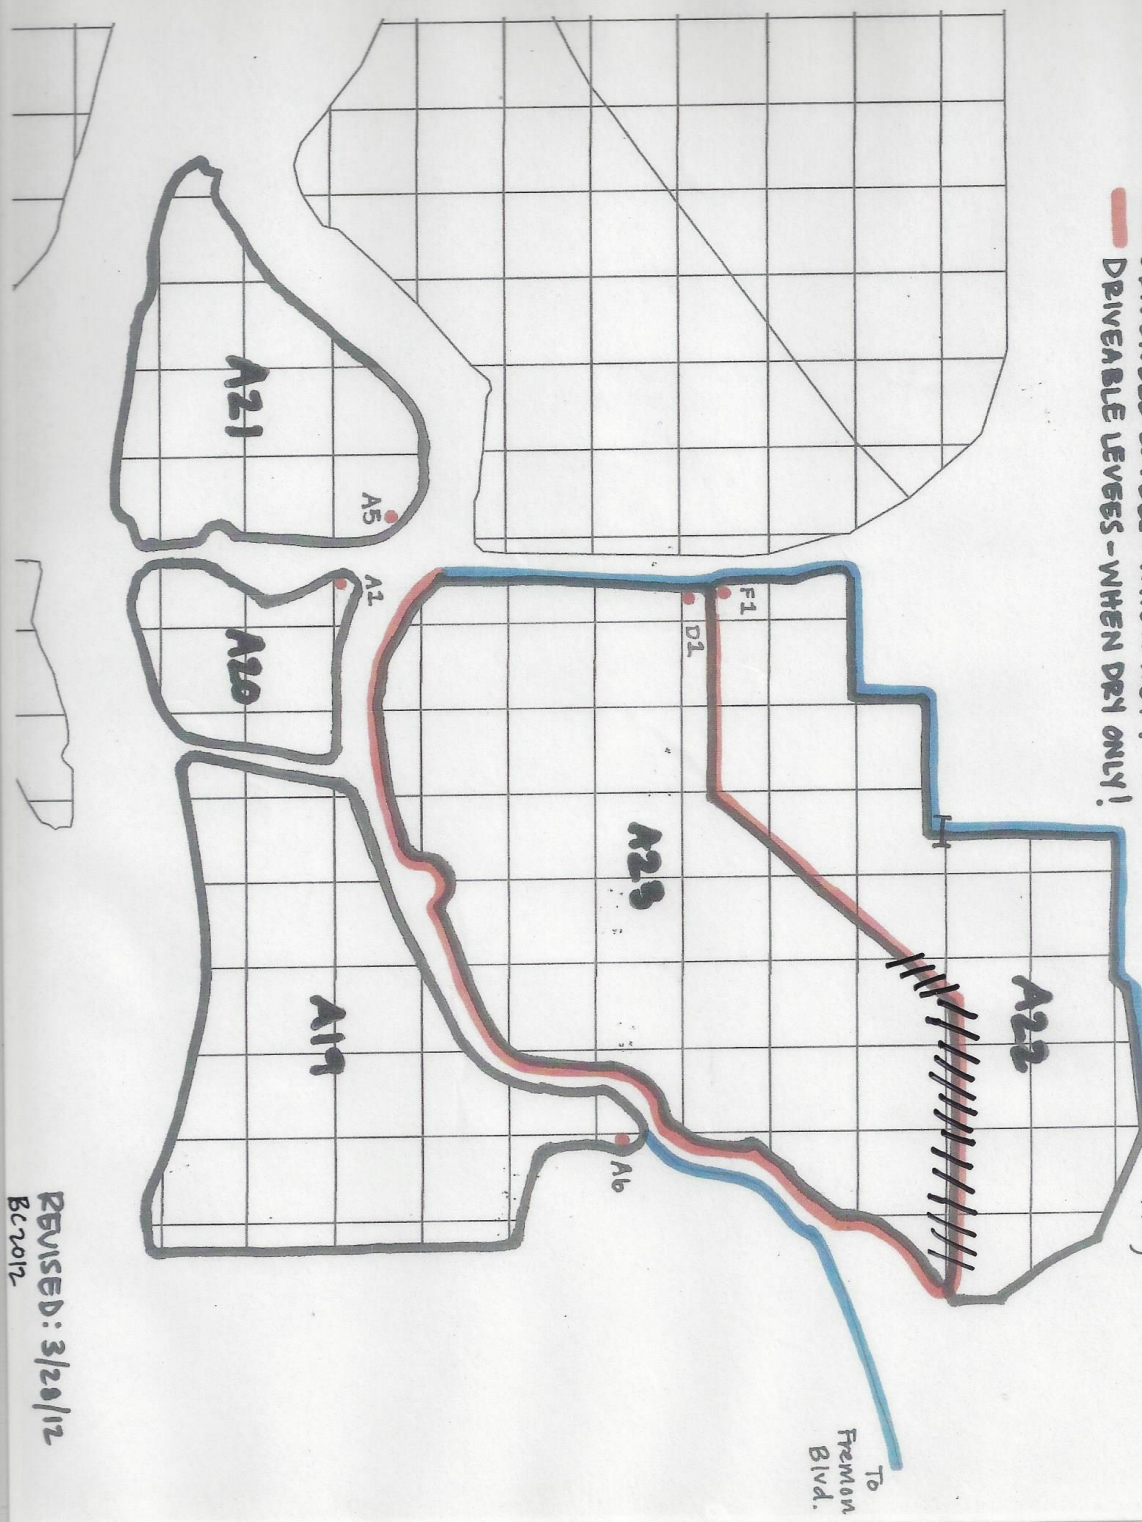 DRIVEABLE LEVEES-WHEN DRY ONLY!
A22
F1
D2
A23
A6
A5
A1
A21
A20
A19
To
Fremon
Blvd.
REVISED: 3/28/12
BC2012